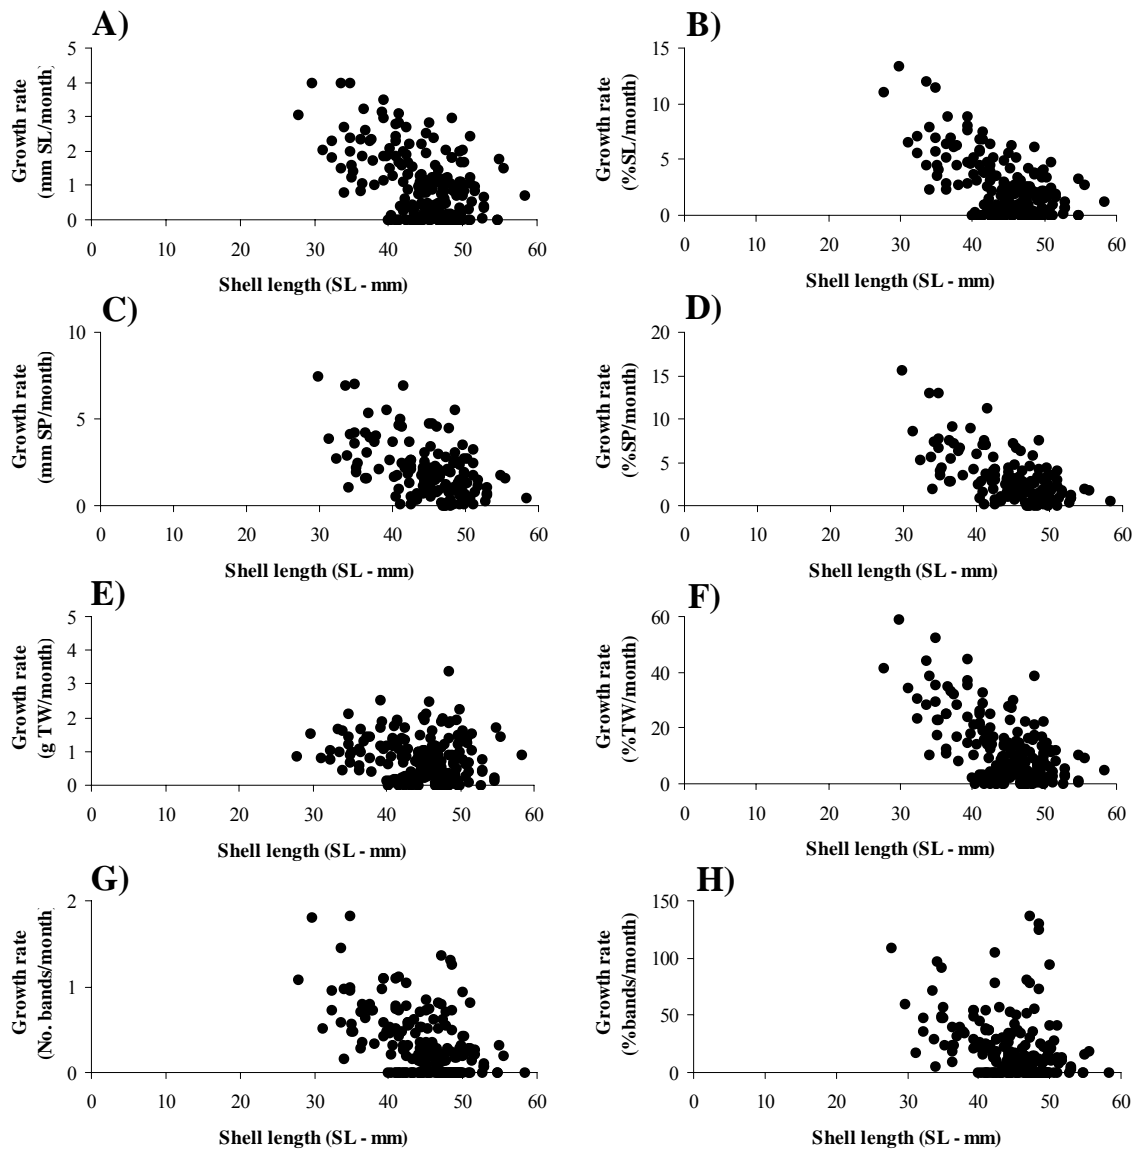 A)
5
4
3
2
1
0
Growth rate
(mm SL/month)
0 10 20 30 40 50 60
Shell length (SL - mm)
B)
15
10
5
0
Growth rate
(%SL/month)
0 10 20 30 40 50 60
Shell length (SL - mm)
C)
10
5
0
Growth rate
(mm SP/month)
0 10 20 30 40 50 60
Shell length (SL - mm)
D)
20
15
10
5
0
Growth rate
(%SP/month)
0 10 20 30 40 50 60
Shell length (SL - mm)
E)
5
4
3
2
1
0
Growth rate
(g TW/month)
0 10 20 30 40 50 60
Shell length (SL - mm)
F)
60
40
20
0
Growth rate
(%TW/month)
0 10 20 30 40 50 60
Shell length (SL - mm)
G)
2
1
0
Growth rate
(No. bands/month)
0 10 20 30 40 50 60
Shell length (SL - mm)
H)
150
100
50
0
Growth rate
(%bands/month)
0 10 20 30 40 50 60
Shell length (SL - mm)